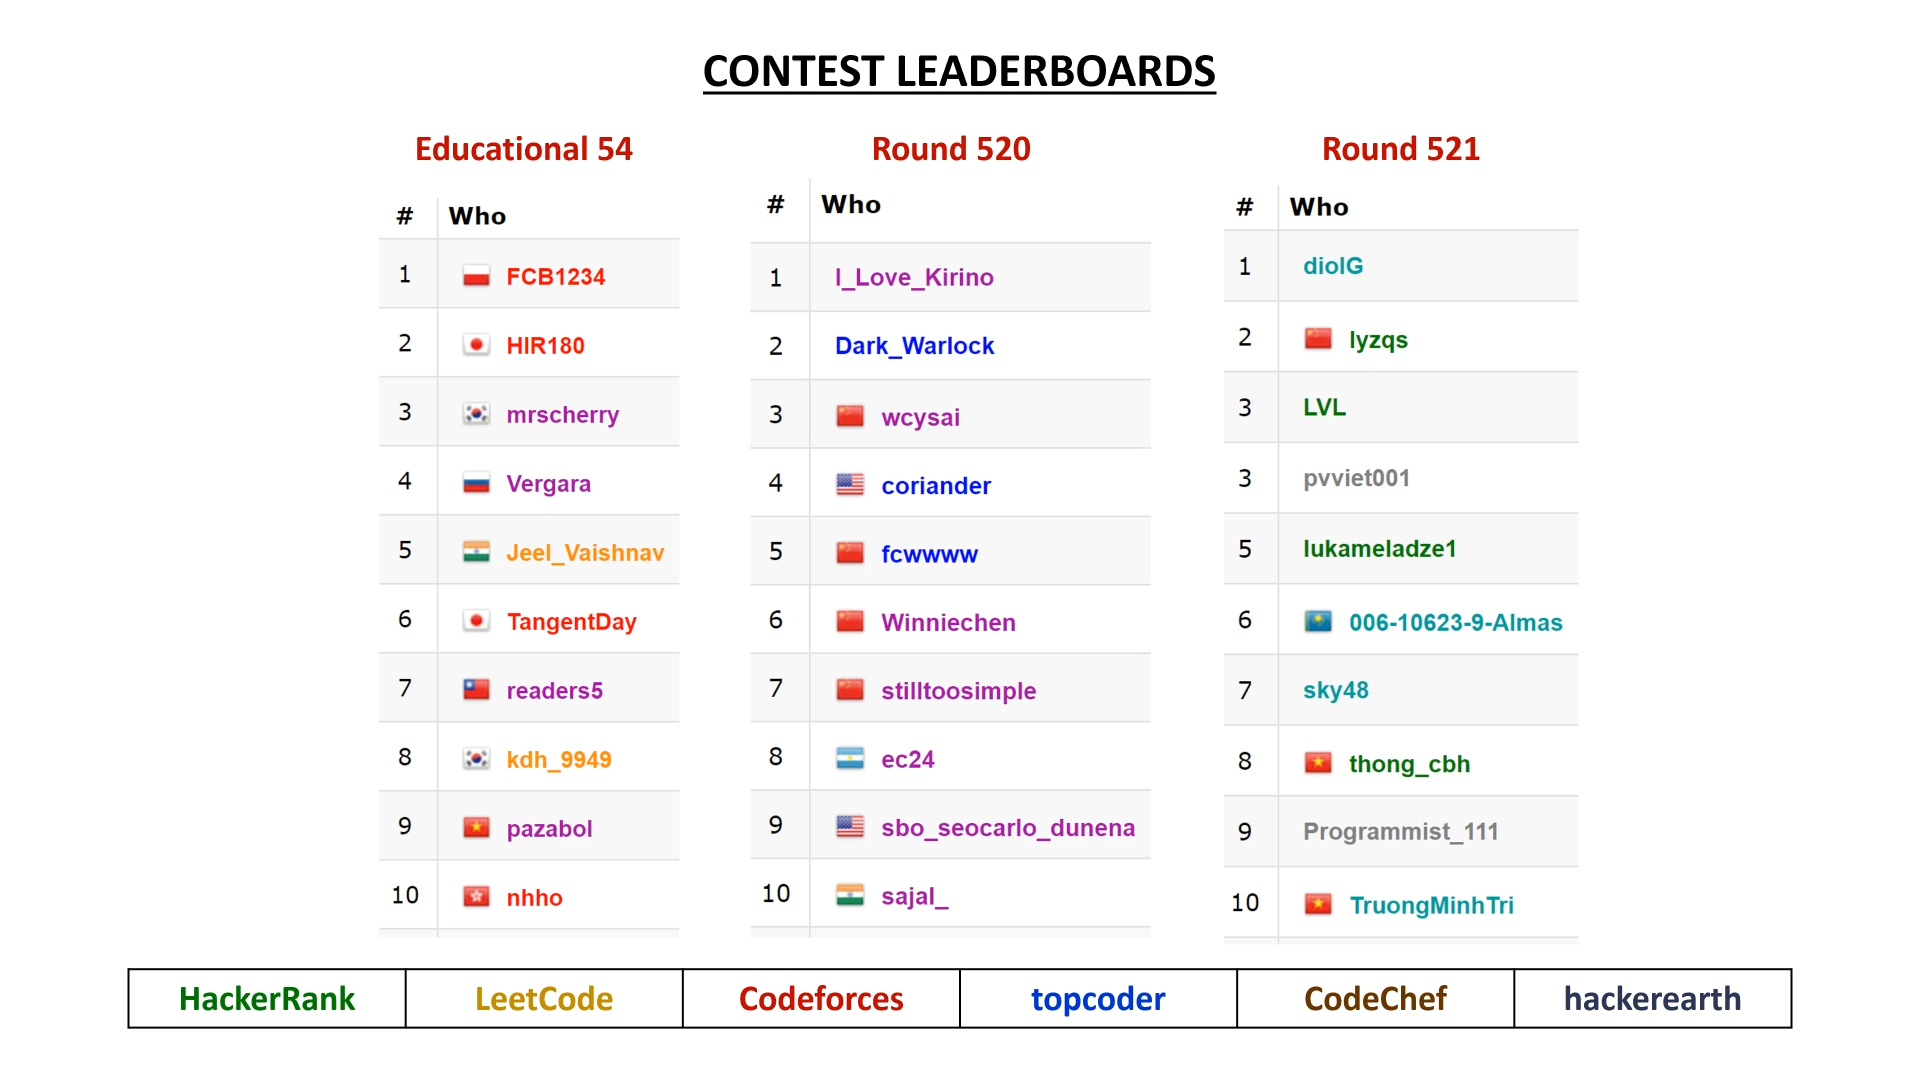 CONTEST LEADERBOARDS
Educational 54
# Who
1 FCB1234
2 HIR180
3 mrscherry
4 Vergara
5 Jeel_Vaishnav
6 TangentDay
7 readers5
8 kdh_9949
9 pazabol
10 nhho
Round 520
# Who
1 I_Love_Kirino
2 Dark_Warlock
3 wcysai
4 coriander
5 fcwwww
6 Winniechen
7 stilltoosimple
8 ec24
9 sbo_seocarlo_dunena
10 sajal_
Round 521
# Who
1 diolG
2 lyzqs
3 LVL
3 pvviet001
5 lukameladze1
6 006-10623-9-Almas
7 sky48
8 thong_cbh
9 Programmist_111
10 TruongMinhTri
HackerRank LeetCode Codeforces topcoder CodeChef hackerearth